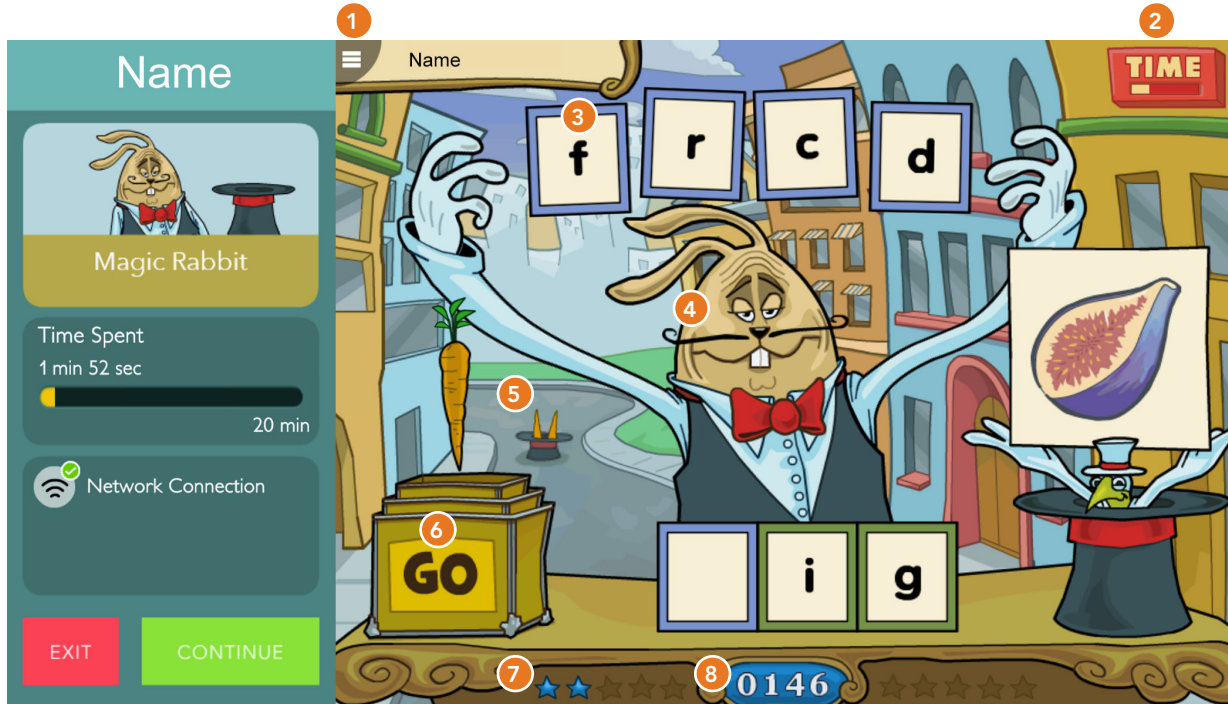 1
2
Name
Name
TIME
3
f
r
c
d
Magic Rabbit
4
Time Spent
1 min 52 sec
20 min
5
Network Connection
6
GO
i
g
EXIT
CONTINUE
7
8
0146